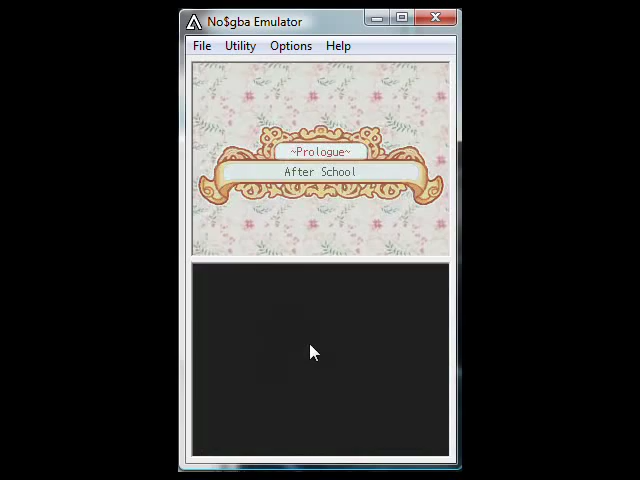 No$gba Emulator
File Utility Options Help
~Prologue~
After School